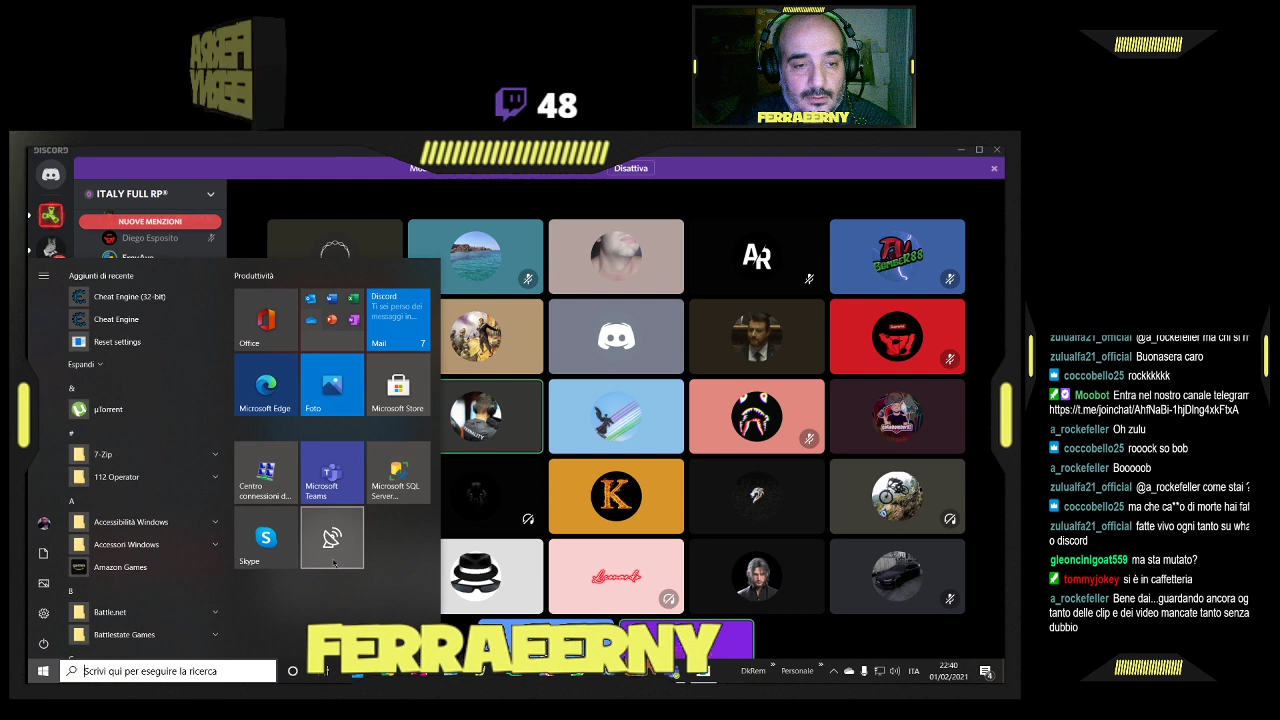 FERRA
EERNY
48
FERRAEERNY
DISCORD
Disattiva
ITALY FULL RP®
NUOVE MENZIONI
Diego Esposito
AR
BOMBER88
K
Leonardo
Aggiunti di recente
Cheat Engine (32-bit)
Cheat Engine
Reset settings
Espandi
&
µTorrent
#
7-Zip
112 Operator
A
Accessibilità Windows
Accessori Windows
Amazon Games
B
Battle.net
Battlestate Games
Produttività
Office
Discord
Ti sei perso dei
messaggi in...
Mail 7
Microsoft Edge
Foto
Microsoft Store
Centro
connessioni d...
Microsoft
Teams
Microsoft SQL
Server...
Skype
FERRAEERNY
Scrivi qui per eseguire la ricerca
DkRem
Personale
ITA
22:40
01/02/2021
4
zulualfa21_official Buonasera caro
coccobello25 rockkkkk
Moobot Entra nel nostro canale telegram
https://t.me/joinchat/AhfNaBi-1hjDlng4xkFtxA
a_rockefeller Oh zulu
coccobello25 roock so bob
a_rockefeller Booooob
zulualfa21_official @a_rockefeller come stai ?
coccobello25 ma che ca**o di morte hai fat
zulualfa21_official fatte vivo ogni tanto su wha
o discord
gleoncinigoat559 ma sta mutato?
tommyjokey si è in caffetteria
a_rockefeller Bene dai...guardando ancora og
tanto delle clip e dei video mancate tanto senza
dubbio